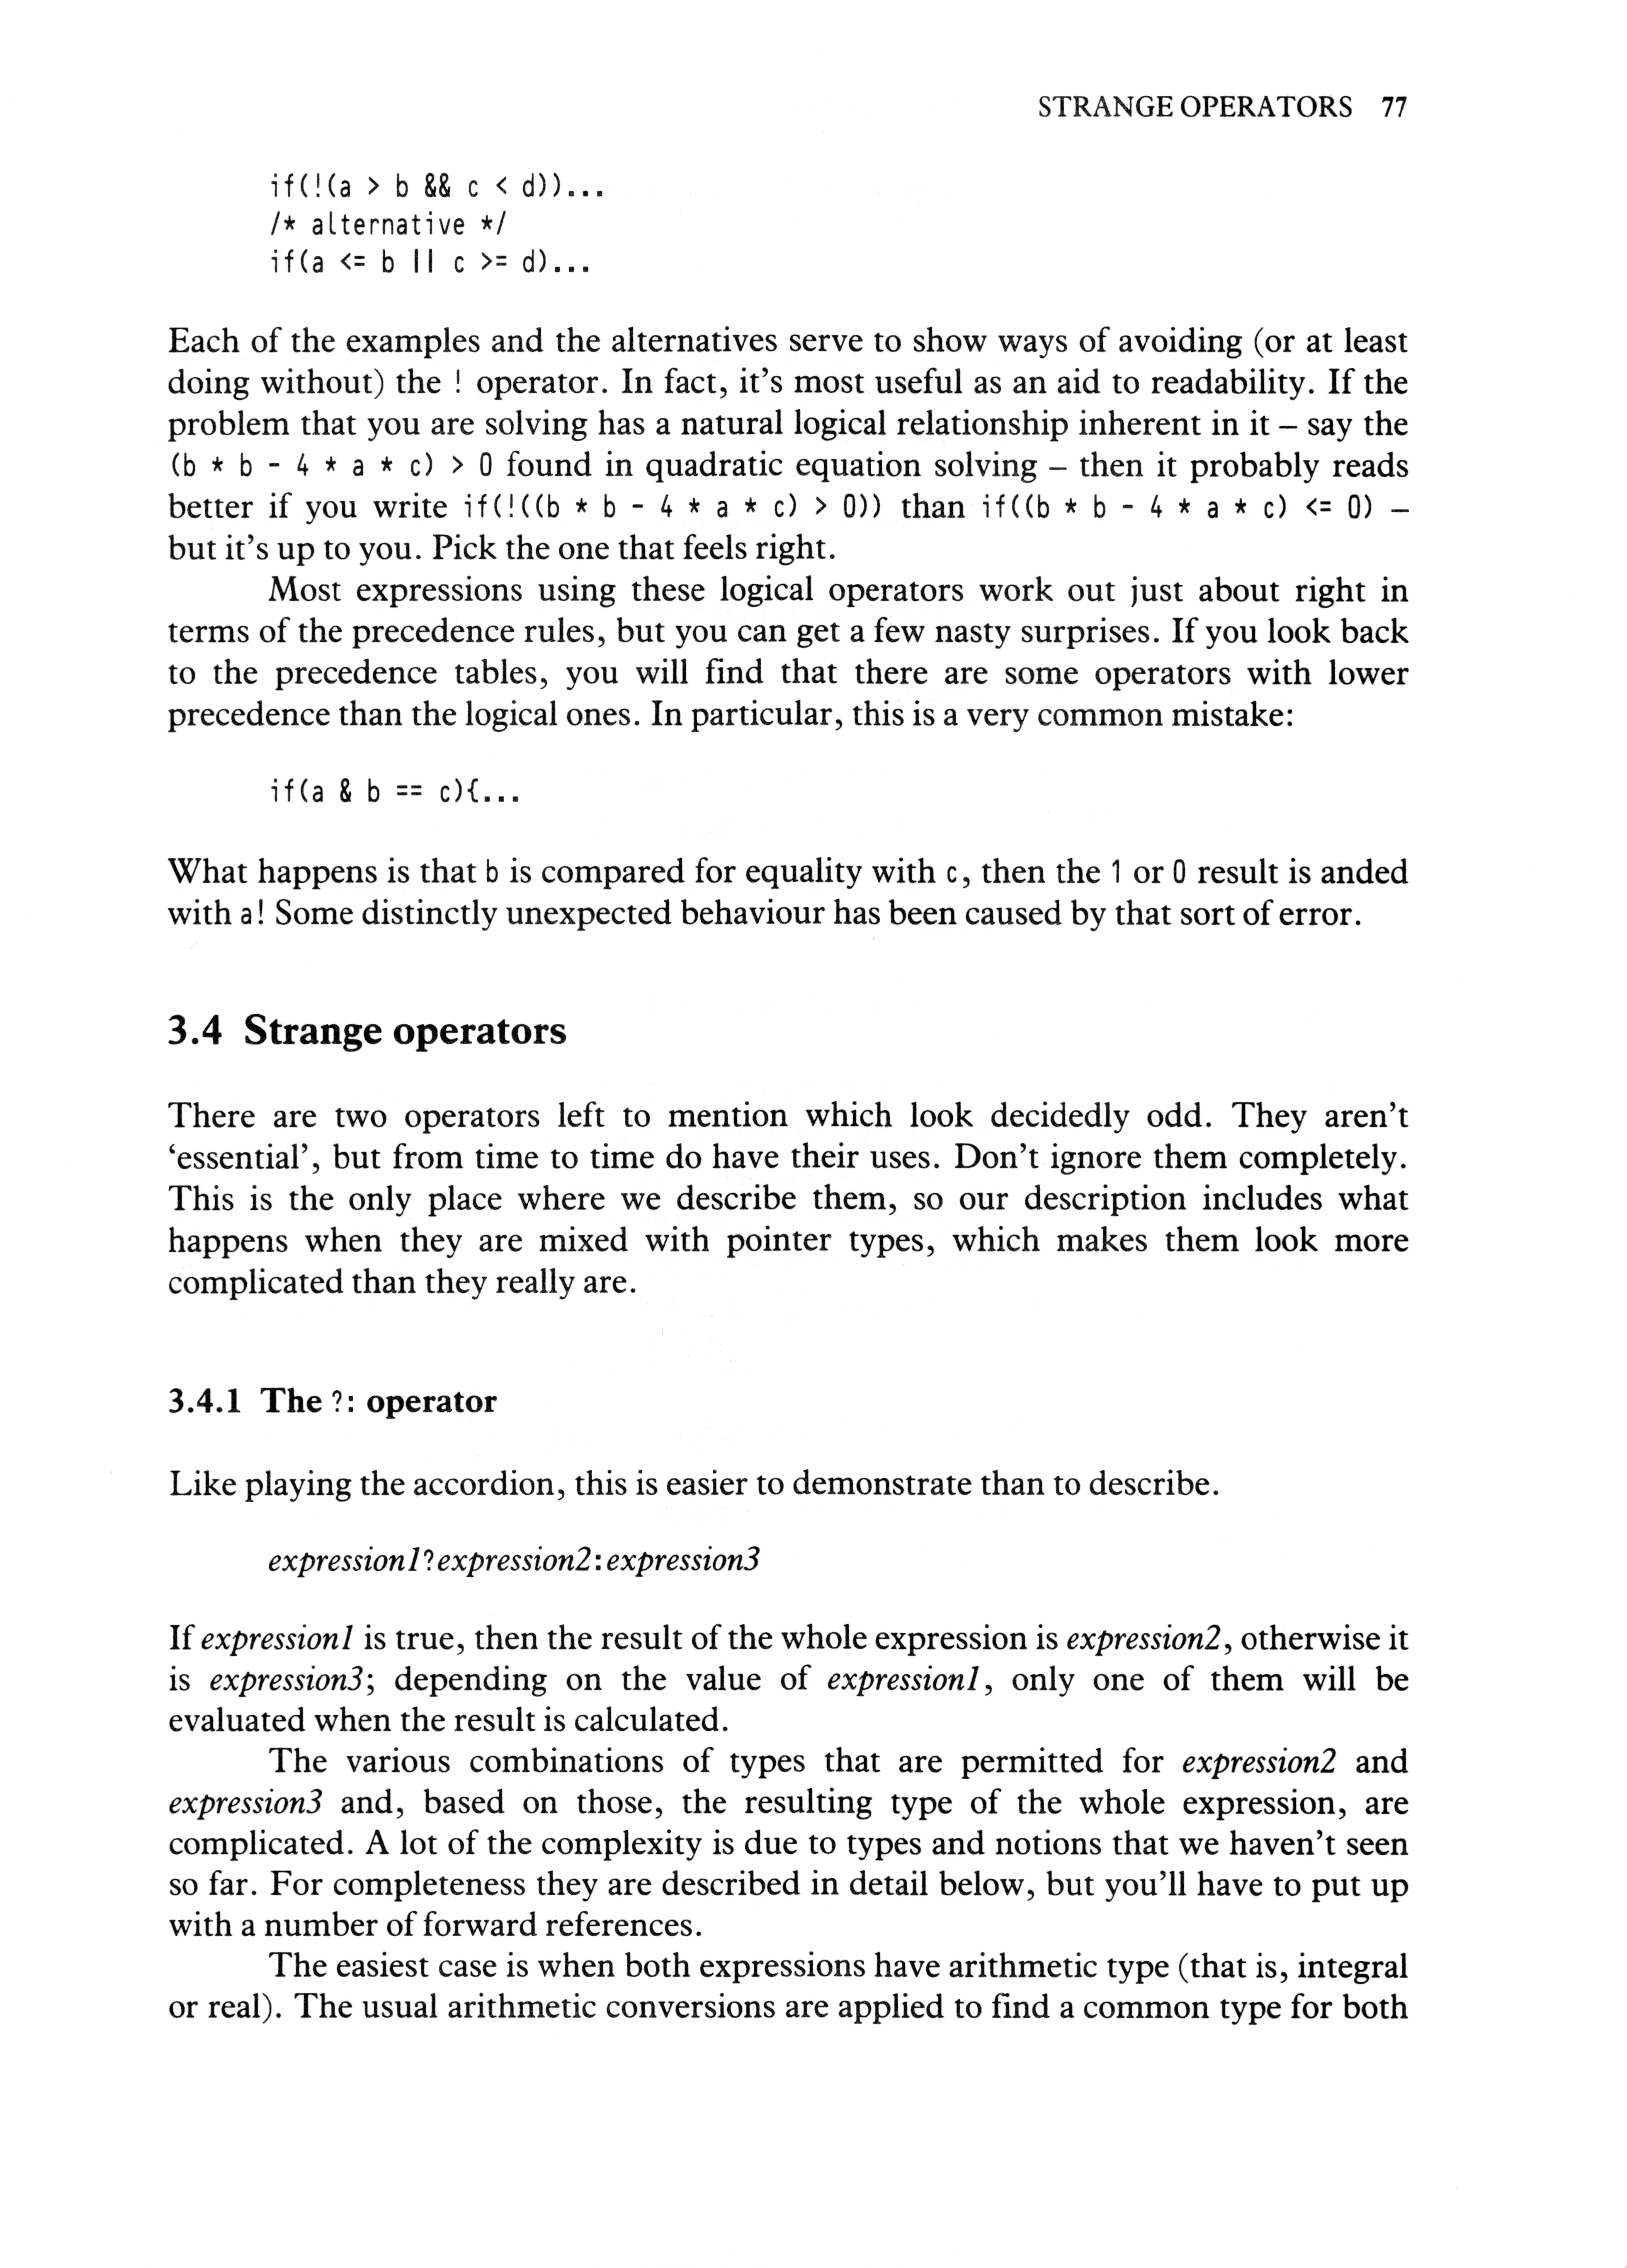 STRANGE OPERATORS 77
if(!(a > b && c < d))...
/* alternative */
if(a <= b || c >= d)...
Each of the examples and the alternatives serve to show ways of avoiding (or at least
doing without) the ! operator. In fact, it's most useful as an aid to readability. If the
problem that you are solving has a natural logical relationship inherent in it – say the
(b * b - 4 * a * c) > 0 found in quadratic equation solving – then it probably reads
better if you write if(!((b * b - 4 * a * c) > 0)) than if((b * b - 4 * a * c) <= 0) –
but it's up to you. Pick the one that feels right.
Most expressions using these logical operators work out just about right in
terms of the precedence rules, but you can get a few nasty surprises. If you look back
to the precedence tables, you will find that there are some operators with lower
precedence than the logical ones. In particular, this is a very common mistake:
if(a & b == c){...
What happens is that b is compared for equality with c, then the 1 or 0 result is anded
with a! Some distinctly unexpected behaviour has been caused by that sort of error.
3.4 Strange operators
There are two operators left to mention which look decidedly odd. They aren't
'essential', but from time to time do have their uses. Don't ignore them completely.
This is the only place where we describe them, so our description includes what
happens when they are mixed with pointer types, which makes them look more
complicated than they really are.
3.4.1 The ?: operator
Like playing the accordion, this is easier to demonstrate than to describe.
expression1?expression2:expression3
If expression1 is true, then the result of the whole expression is expression2, otherwise it
is expression3; depending on the value of expression1, only one of them will be
evaluated when the result is calculated.
The various combinations of types that are permitted for expression2 and
expression3 and, based on those, the resulting type of the whole expression, are
complicated. A lot of the complexity is due to types and notions that we haven't seen
so far. For completeness they are described in detail below, but you'll have to put up
with a number of forward references.
The easiest case is when both expressions have arithmetic type (that is, integral
or real). The usual arithmetic conversions are applied to find a common type for both